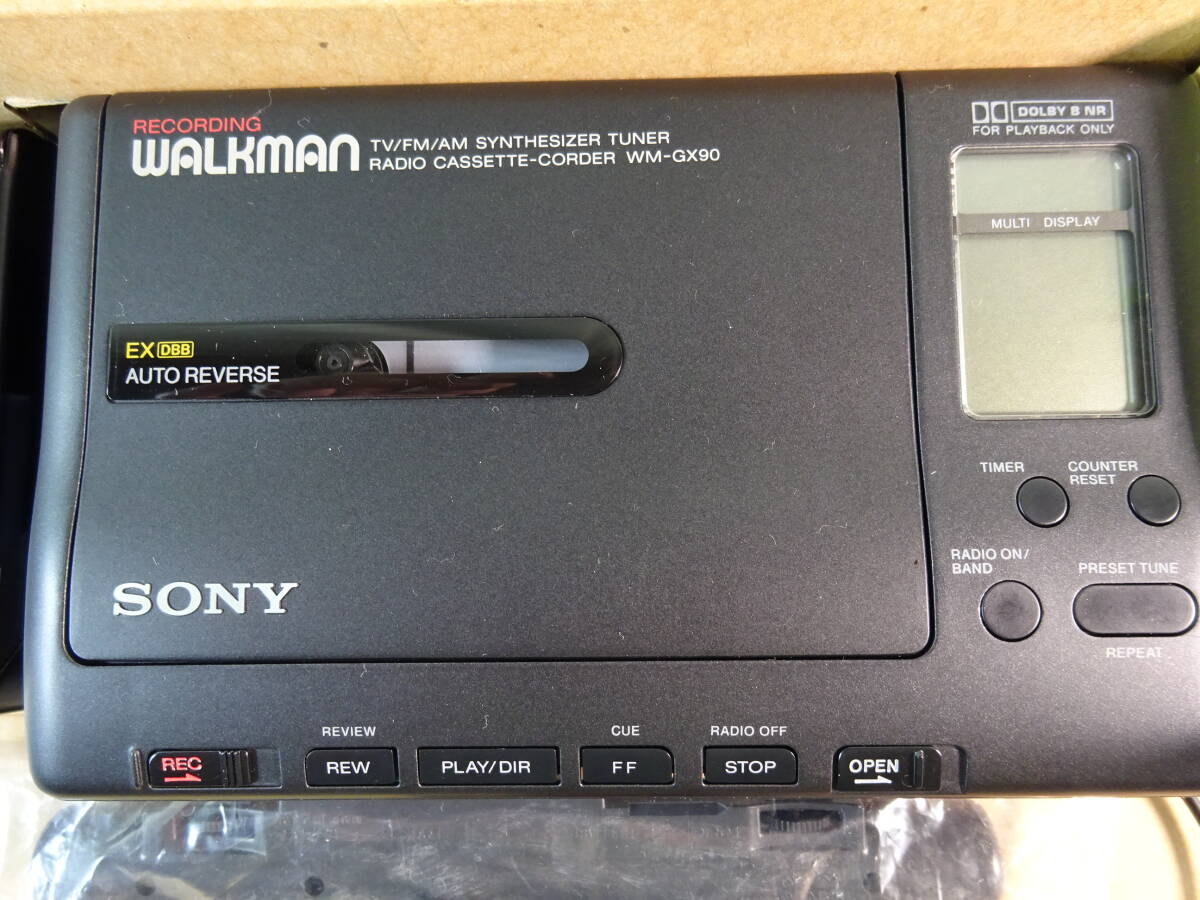 RECORDING
WALKMAN
TV/FM/AM SYNTHESIZER TUNER
RADIO CASSETTE-CORDER WM-GX90
DOLBY B NR
FOR PLAYBACK ONLY
MULTI DISPLAY
EX DBB
AUTO REVERSE
TIMER
COUNTER
RESET
RADIO ON/
BAND
PRESET TUNE
REPEAT
SONY
REVIEW
CUE
RADIO OFF
REC
REW
PLAY/DIR
FF
STOP
OPEN